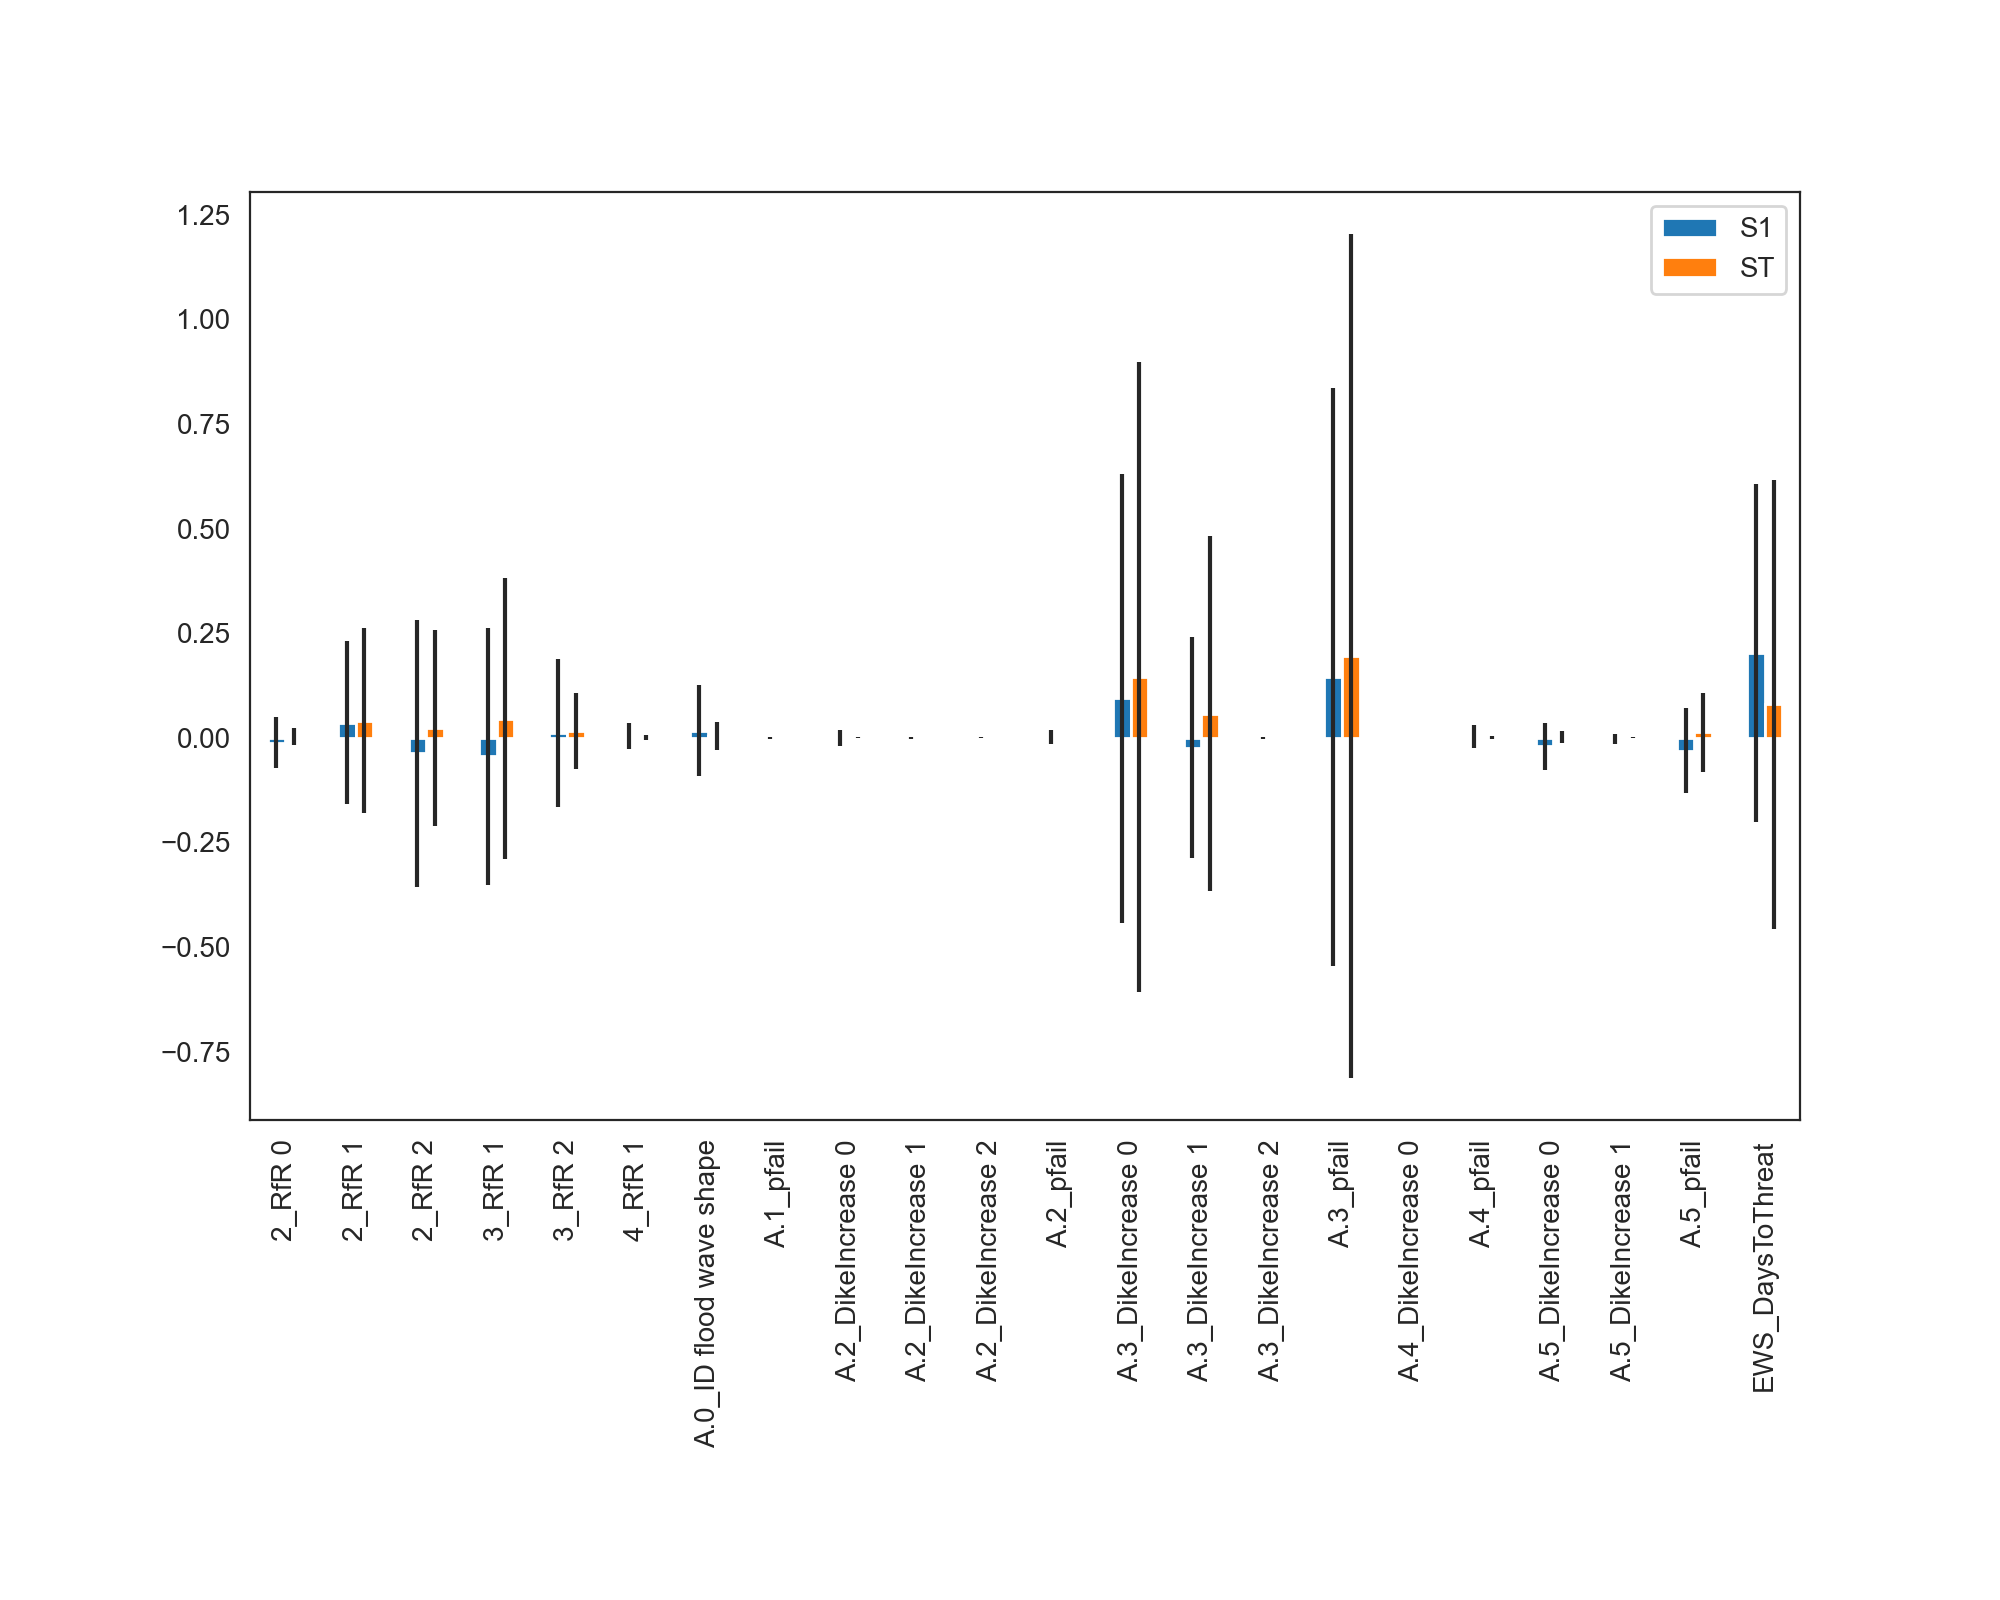 1.25
1.00
0.75
0.50
0.25
0.00
−0.25
−0.50
−0.75
S1
ST
2_RfR 0
2_RfR 1
2_RfR 2
3_RfR 1
3_RfR 2
4_RfR 1
A.0_ID flood wave shape
A.1_pfail
A.2_DikeIncrease 0
A.2_DikeIncrease 1
A.2_DikeIncrease 2
A.2_pfail
A.3_DikeIncrease 0
A.3_DikeIncrease 1
A.3_DikeIncrease 2
A.3_pfail
A.4_DikeIncrease 0
A.4_pfail
A.5_DikeIncrease 0
A.5_DikeIncrease 1
A.5_pfail
EWS_DaysToThreat